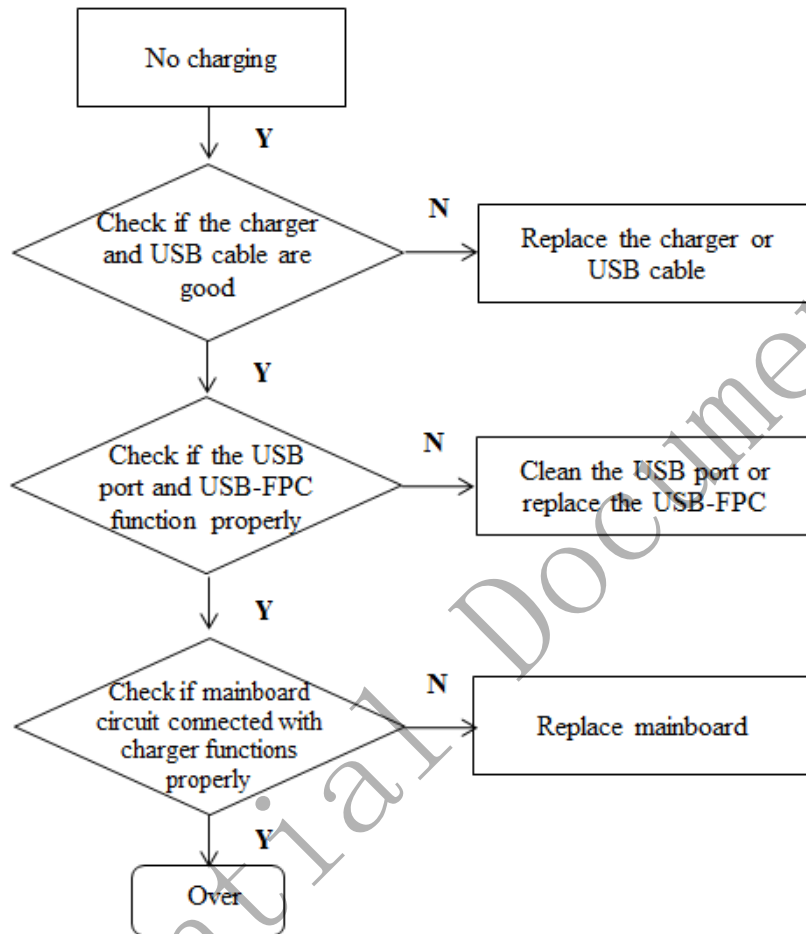 No charging
Y
Check if the charger
and USB cable are
good
N
Replace the charger or
USB cable
Y
Check if the USB
port and USB-FPC
function properly
N
Clean the USB port or
replace the USB-FPC
Y
Check if mainboard
circuit connected with
charger functions
properly
N
Replace mainboard
Y
Over
ntial Docume